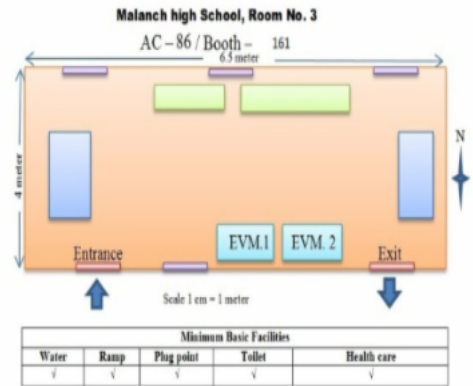 Malanch high School, Room No. 3
AC – 86 / Booth – 161
6.5 meter
4 meter
N
EVM.1 EVM. 2
Entrance Exit
Scale 1 cm = 1 meter
Minimum Basic Facilities
Water Ramp Plug point Toilet Health care
√ √ √ √ √